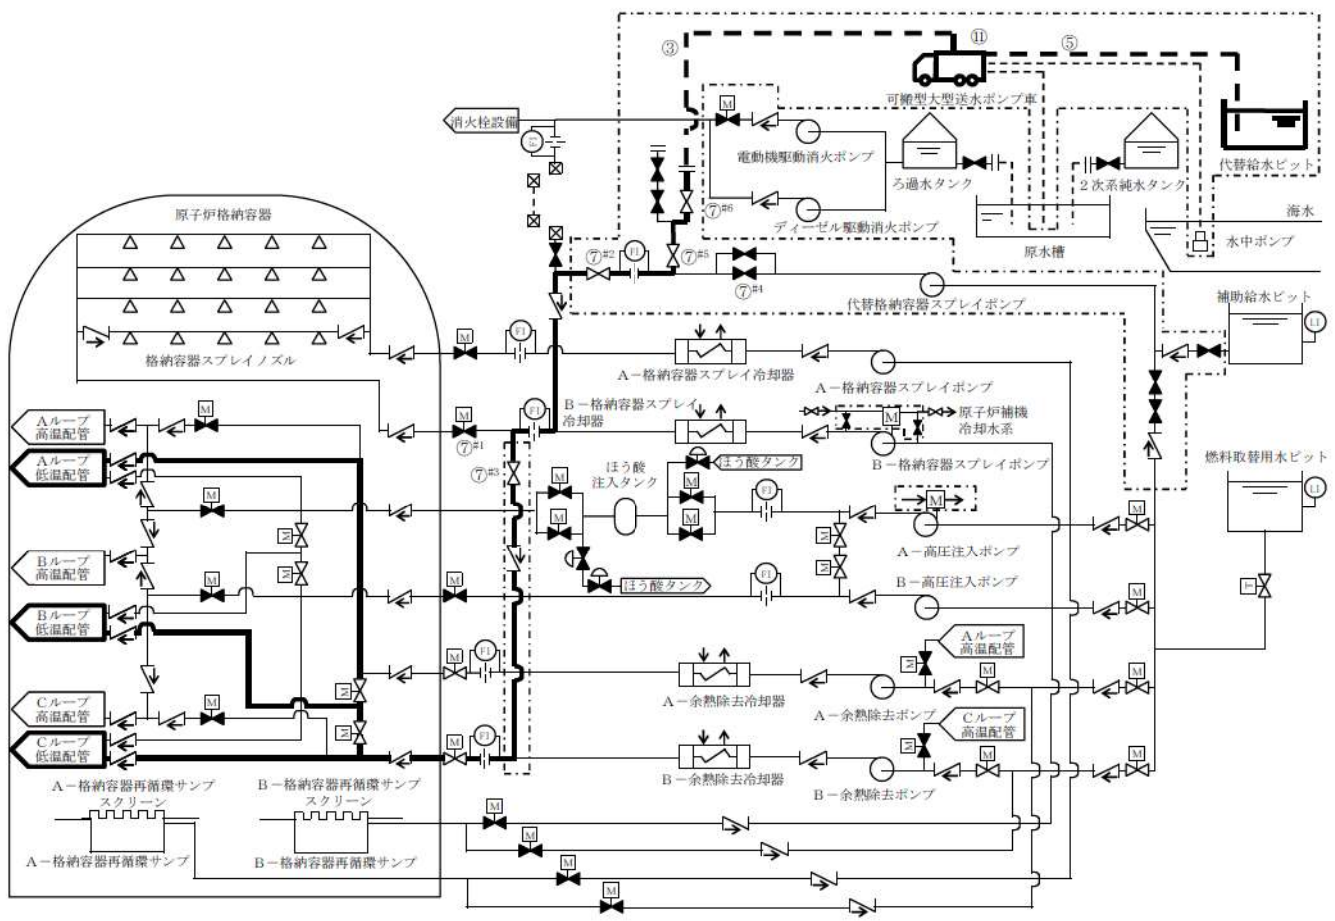 ③
⑪
⑤
可搬型大型送水ポンプ車
消火栓設備
FI
M
電動機駆動消火ポンプ
ろ過水タンク
2次系純水タンク
代替給水ピット
⑦#6
ディーゼル駆動消火ポンプ
原水槽
海水
水中ポンプ
原子炉格納容器
⑦#2
FI
⑦#5
⑦#4
代替格納容器スプレイポンプ
補助給水ピット
LI
格納容器スプレイノズル
M
FI
A-格納容器スプレイ冷却器
A-格納容器スプレイポンプ
B-格納容器スプレイ
冷却器
M
FI
⑦#1
M
原子炉補機
冷却水系
B-格納容器スプレイポンプ
Aループ
高温配管
M
Aループ
低温配管
⑦#3
ほう酸
注入タンク
ほう酸タンク
燃料取替用水ピット
LI
M
M
M
M
M
FI
M
M
A-高圧注入ポンプ
M
M
M
M
Bループ
高温配管
M
M
ほう酸タンク
FI
B-高圧注入ポンプ
M
T
Bループ
低温配管
Aループ
高温配管
M
FI
M
M
M
A-余熱除去冷却器
A-余熱除去ポンプ
Cループ
高温配管
M
M
Cループ
高温配管
Cループ
低温配管
M
M
FI
M
M
M
B-余熱除去冷却器
B-余熱除去ポンプ
A-格納容器再循環サンプ
スクリーン
B-格納容器再循環サンプ
スクリーン
A-格納容器再循環サンプ
B-格納容器再循環サンプ
M
M
M
M